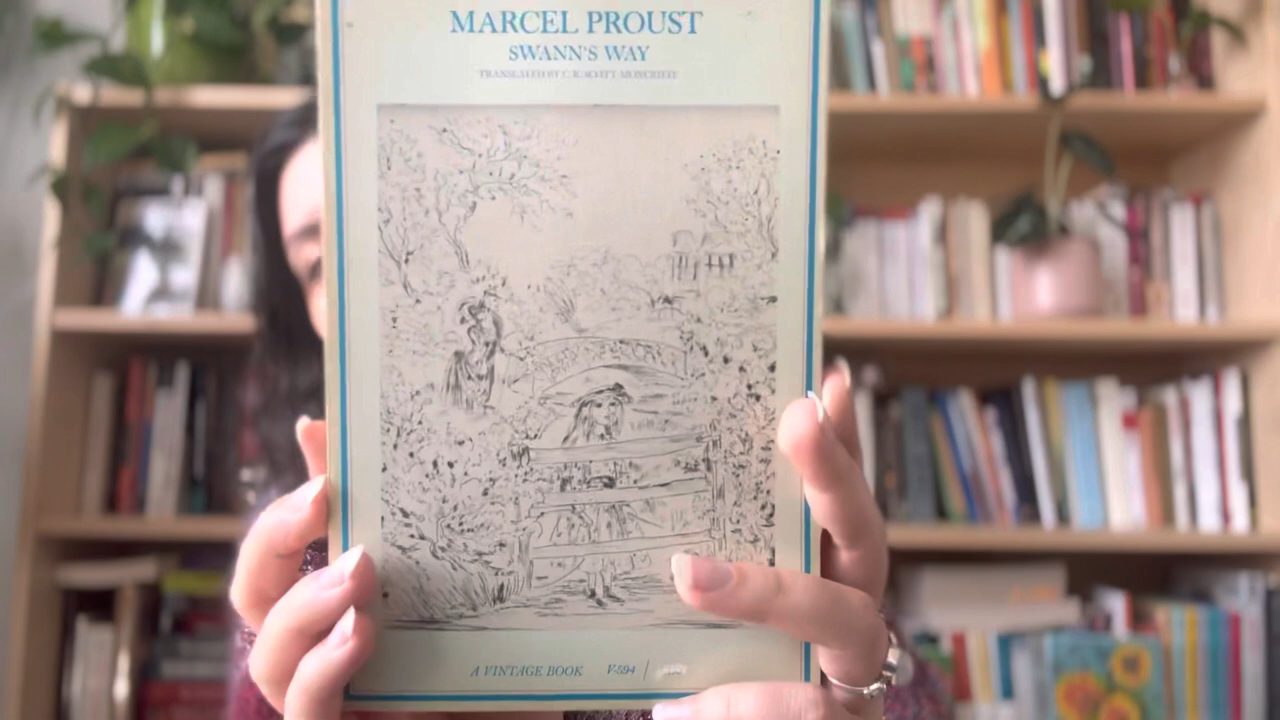 MARCEL PROUST
SWANN'S WAY
TRANSLATED BY C. K. SCOTT MONCRIEFF
A VINTAGE BOOK V-594